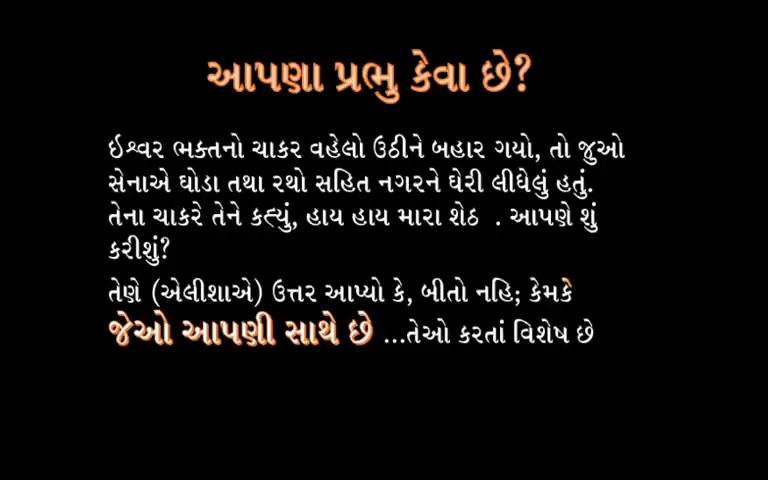 આપણા પ્રભુ કેવા છે?
ઇશ્વર ભક્તનો ચાકર વહેલો ઉઠીને બહાર ગયો, તો જુઓ
સેનાએ ઘોડા તથા રથો સહિત નગરને ઘેરી લીધેલું હતું.
તેના ચાકરે તેને કહ્યું, હાય હાય મારા શેઠ . આપણે શું
કરીશું?
તેણે (એલીશાએ) ઉત્તર આપ્યો કે, બીતો નહિ; કેમકે
જેઓ આપણી સાથે છે ...તેઓ કરતાં વિશેષ છે